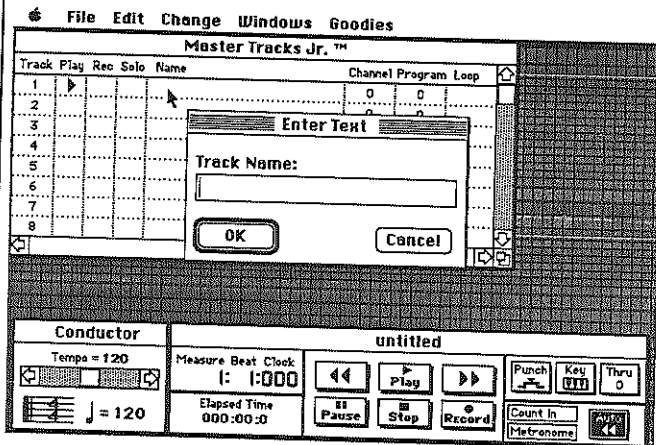 File Edit Change Windows Goodies
Master Tracks Jr. ™
Track Play Rec Solo Name Channel Program Loop
1 0 0
2
3
4
5
6
7
8
Enter Text
Track Name:
OK Cancel
Conductor
Tempo = 120
= 120
untitled
Measure Beat Clock
1: 1:000
Elapsed Time
000:00:0
Play
Pause Stop Record
Punch Key Thru
0
Count In
Metronome